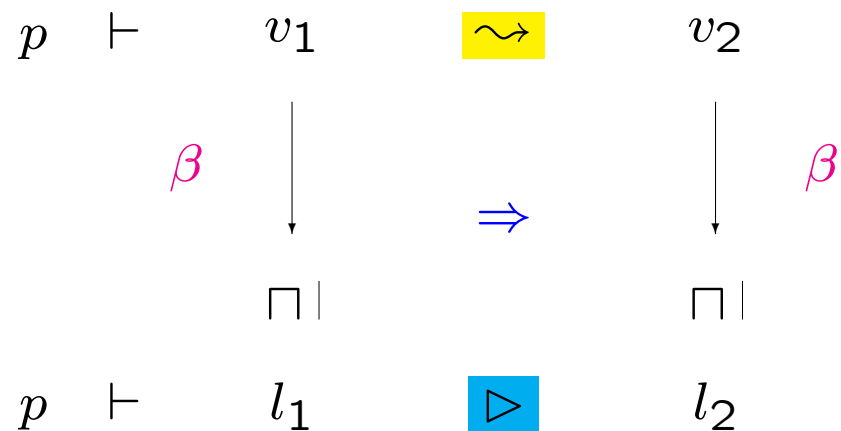 p ⊢ v₁ ⇝ v₂
β β
⇒
⊓| ⊓|
p ⊢ l₁ ▷ l₂